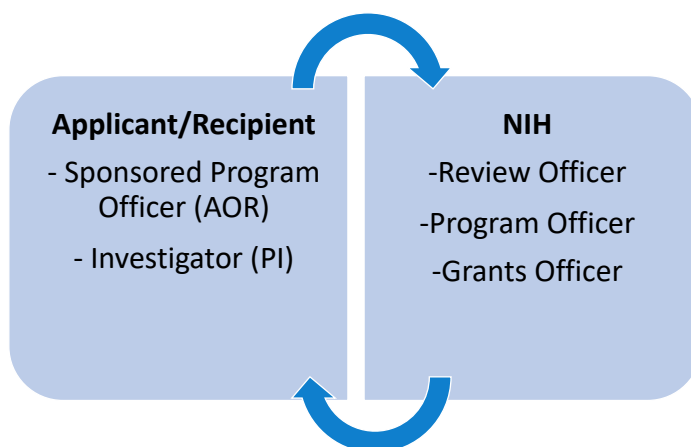 Applicant/Recipient
- Sponsored Program
Officer (AOR)
- Investigator (PI)
NIH
-Review Officer
-Program Officer
-Grants Officer